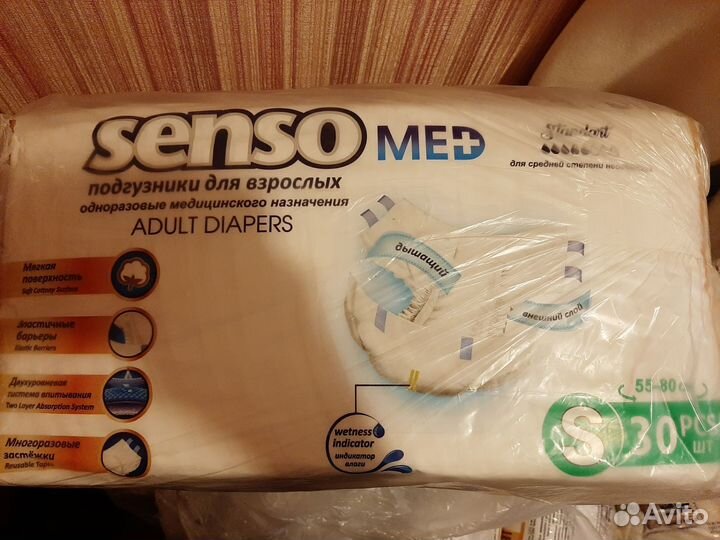 senso MED
подгузники для взрослых
одноразовые медицинского назначения
ADULT DIAPERS
Standart
для средней степени
Мягкая
поверхность
Soft Cottony Surface
Эластичные
барьеры
Elastic Barriers
Двухуровневая
система впитывания
Two Layer Absorption System
Многоразовые
застёжки
Reusable Tapes
дышащий
внешний слой
wetness
indicator
индикатор
влаги
55-80
S 30 PCS
шт
Avito